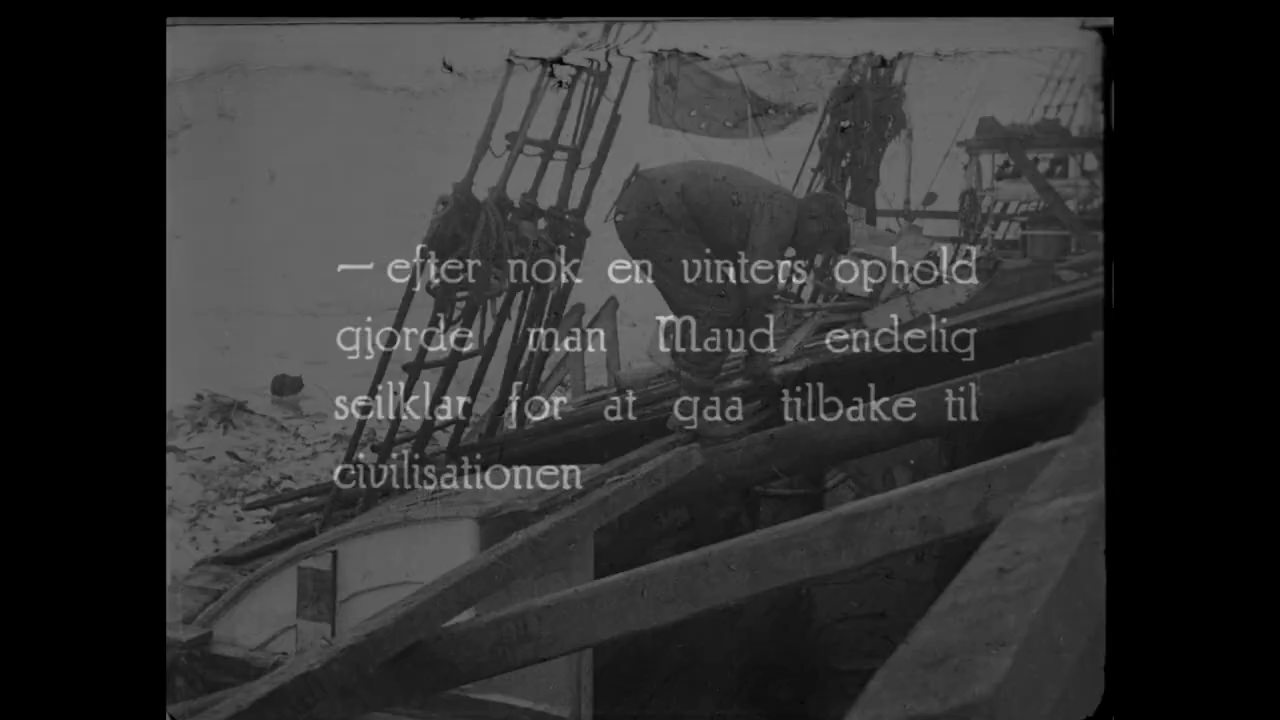 — efter nok en vinters ophold
gjorde man Maud endelig
seilklar for at gaa tilbake til
civilisationen